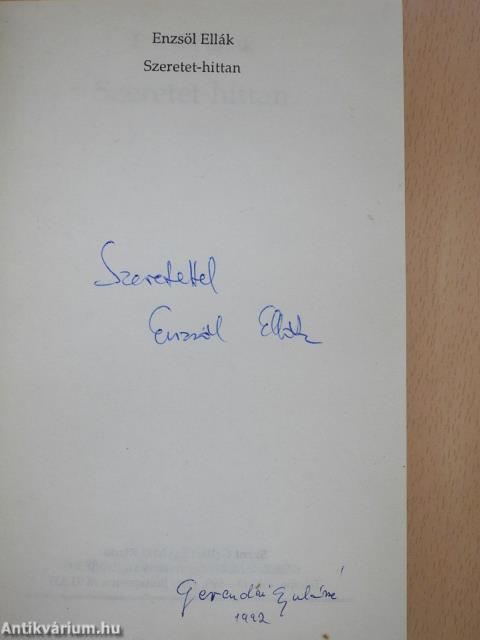 Enzsöl Ellák
Szeretet-hittan
Szeretettel
Enzsöl Ellák
Gerendai Gyuláné
1992
Antikvárium.hu